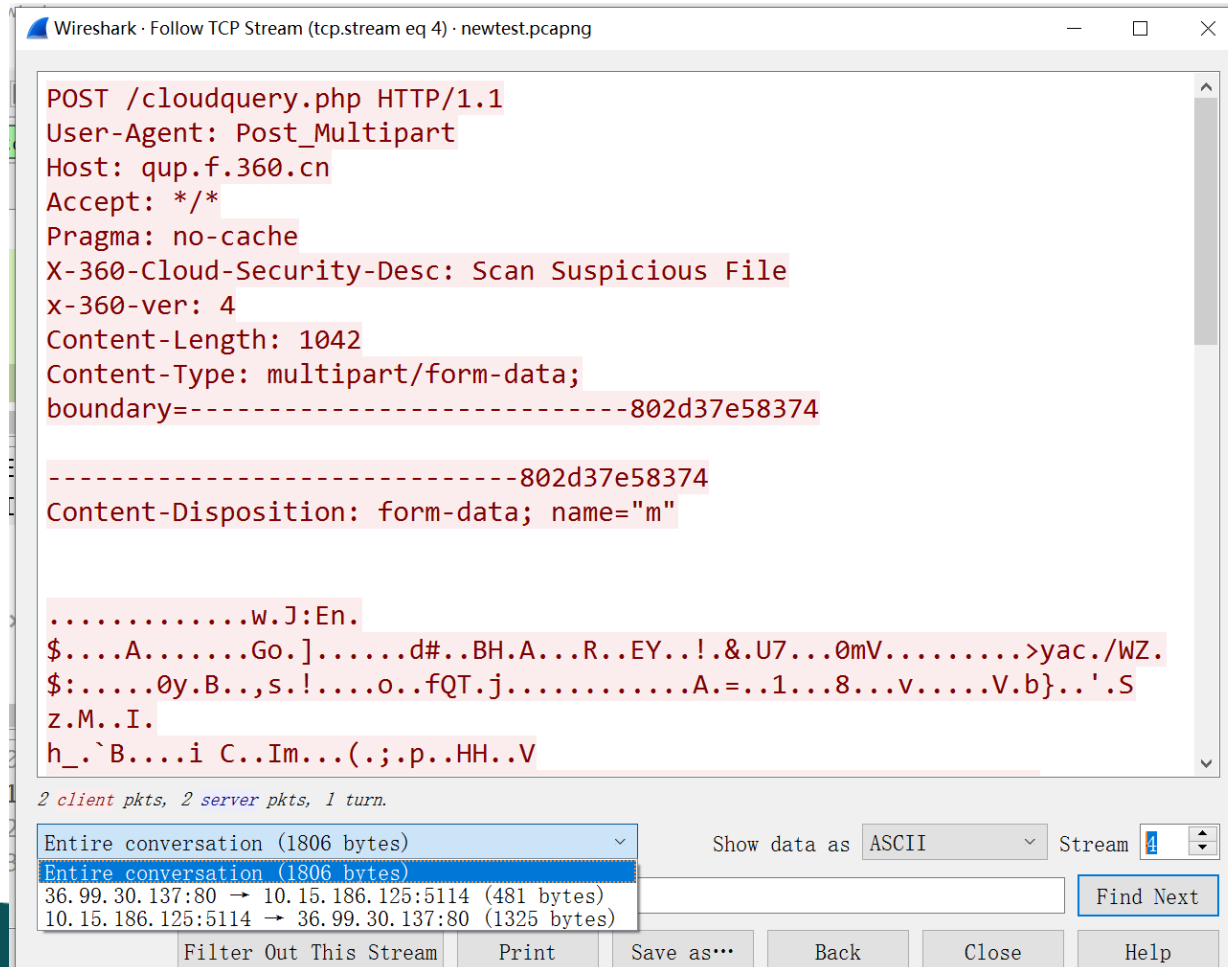 Wireshark · Follow TCP Stream (tcp.stream eq 4) · newtest.pcapng
POST /cloudquery.php HTTP/1.1
User-Agent: Post_Multipart
Host: qup.f.360.cn
Accept: */*
Pragma: no-cache
X-360-Cloud-Security-Desc: Scan Suspicious File
x-360-ver: 4
Content-Length: 1042
Content-Type: multipart/form-data;
boundary=----------------------------802d37e58374
------------------------------802d37e58374
Content-Disposition: form-data; name="m"
.............w.J:En.
$....A.......Go.]......d#..BH.A...R..EY..!.&.U7...0mV.........>yac./WZ.
$:.....0y.B..,s.!....o..fQT.j............A.=..1...8...v.....V.b}..'.S
z.M..I.
h_.`B....i C..Im...(.;.p..HH..V
2 client pkts, 2 server pkts, 1 turn.
Entire conversation (1806 bytes) Show data as ASCII Stream 4
Entire conversation (1806 bytes)
36.99.30.137:80 → 10.15.186.125:5114 (481 bytes)
10.15.186.125:5114 → 36.99.30.137:80 (1325 bytes)
Find Next
Filter Out This Stream Print Save as… Back Close Help